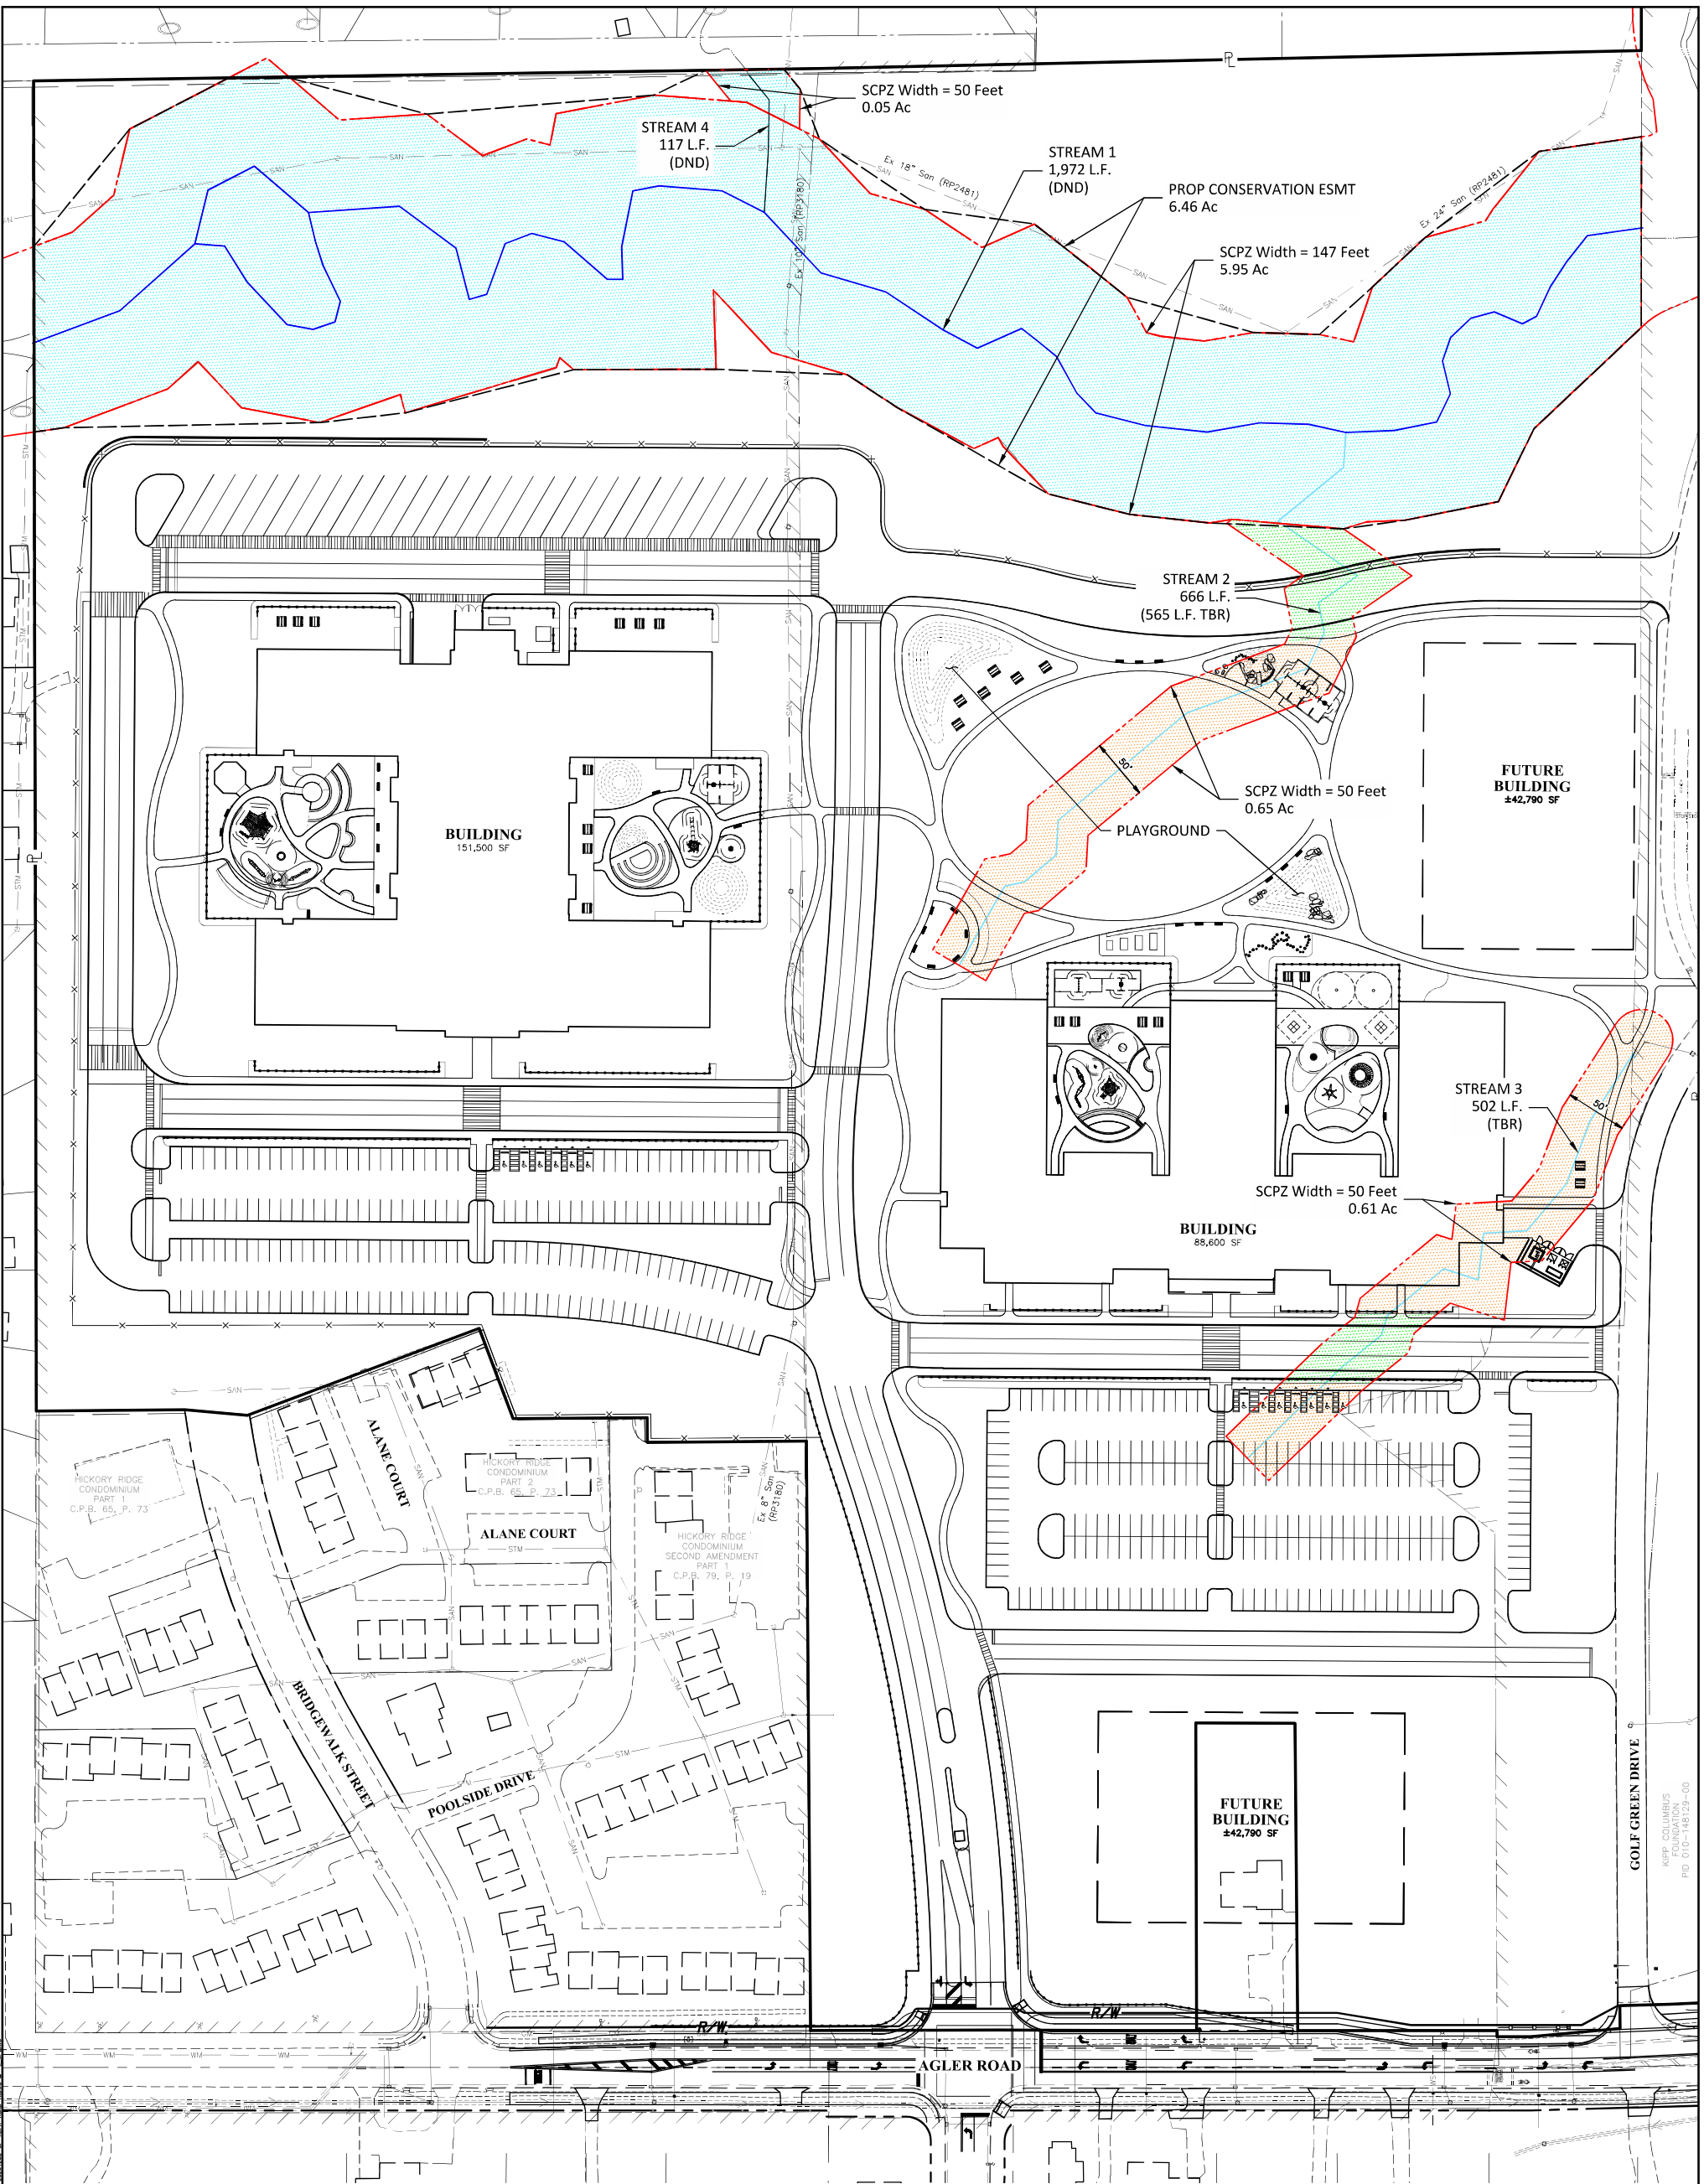 SCPZ Width = 50 Feet
0.05 Ac
STREAM 4
117 L.F.
(DND)
STREAM 1
1,972 L.F.
(DND)
PROP CONSERVATION ESMT
6.46 Ac
SCPZ Width = 147 Feet
5.95 Ac
Ex 18" San (RP2481)
Ex 24" San (RP2481)
SAN
SAN
SAN
SAN
SAN
SAN
STREAM 2
666 L.F.
(565 L.F. TBR)
SCPZ Width = 50 Feet
0.65 Ac
50'
PLAYGROUND
FUTURE
BUILDING
±42,790 SF
BUILDING
151,500 SF
STREAM 3
502 L.F.
(TBR)
50'
SCPZ Width = 50 Feet
0.61 Ac
BUILDING
88,600 SF
HICKORY RIDGE
CONDOMINIUM
PART 1
C.P.B. 65, P. 73
ALANE COURT
HICKORY RIDGE
CONDOMINIUM
PART 2
C.P.B. 65, P. 73
ALANE COURT
STM
Ex 8" San
(RP3180)
HICKORY RIDGE
CONDOMINIUM
SECOND AMENDMENT
PART 1
C.P.B. 79, P. 19
BRIDGEWALK STREET
POOLSIDE DRIVE
FUTURE
BUILDING
±42,790 SF
GOLF GREEN DRIVE
KIPP COLUMBUS
FOUNDATION
PID 010-148129-00
R/W
R/W
AGLER ROAD